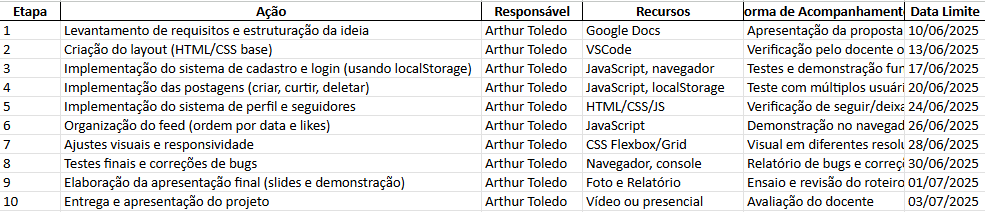 Etapa Ação Responsável Recursos orma de Acompanhament Data Limite
1 Levantamento de requisitos e estruturação da ideia Arthur Toledo Google Docs Apresentação da proposta 10/06/2025
2 Criação do layout (HTML/CSS base) Arthur Toledo VSCode Verificação pelo docente o 13/06/2025
3 Implementação do sistema de cadastro e login (usando localStorage) Arthur Toledo JavaScript, navegador Testes e demonstração fun 17/06/2025
4 Implementação das postagens (criar, curtir, deletar) Arthur Toledo JavaScript, localStorage Teste com múltiplos usuári 20/06/2025
5 Implementação do sistema de perfil e seguidores Arthur Toledo HTML/CSS/JS Verificação de seguir/deixa 24/06/2025
6 Organização do feed (ordem por data e likes) Arthur Toledo JavaScript Demonstração no navegad 26/06/2025
7 Ajustes visuais e responsividade Arthur Toledo CSS Flexbox/Grid Visual em diferentes resolu 28/06/2025
8 Testes finais e correções de bugs Arthur Toledo Navegador, console Relatório de bugs e correçõ 30/06/2025
9 Elaboração da apresentação final (slides e demonstração) Arthur Toledo Foto e Relatório Ensaio e revisão do roteiro 01/07/2025
10 Entrega e apresentação do projeto Arthur Toledo Vídeo ou presencial Avaliação do docente 03/07/2025